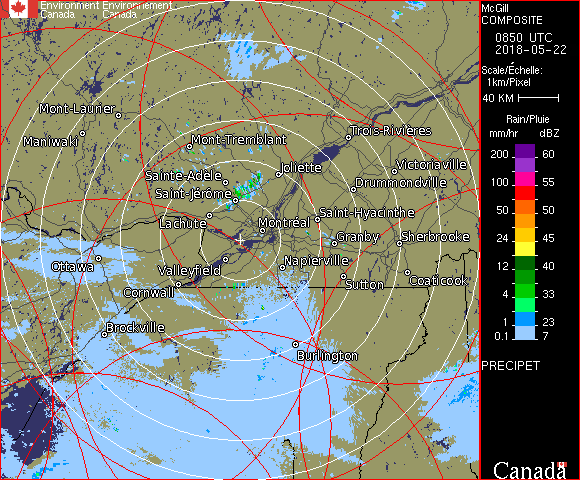 Environment Environnement
Canada Canada
McGill
COMPOSITE
0850 UTC
2018-05-22
Scale/Échelle:
1km/Pixel
40 KM
Rain/Pluie
mm/hr dBZ
200 60
100 55
50 50
24 45
12 40
4 33
1 23
0.1 7
PRECIPET
Canada
Mont-Laurier
Maniwaki
Mont-Tremblant
Trois-Rivières
Sainte-Adèle
Joliette
Victoriaville
Saint-Jérôme
Drummondville
Lachute
Montréal
Saint-Hyacinthe
Granby
Sherbrooke
Ottawa
Valleyfield
Napierville
Cornwall
Sutton
Coaticook
Brockville
Burlington